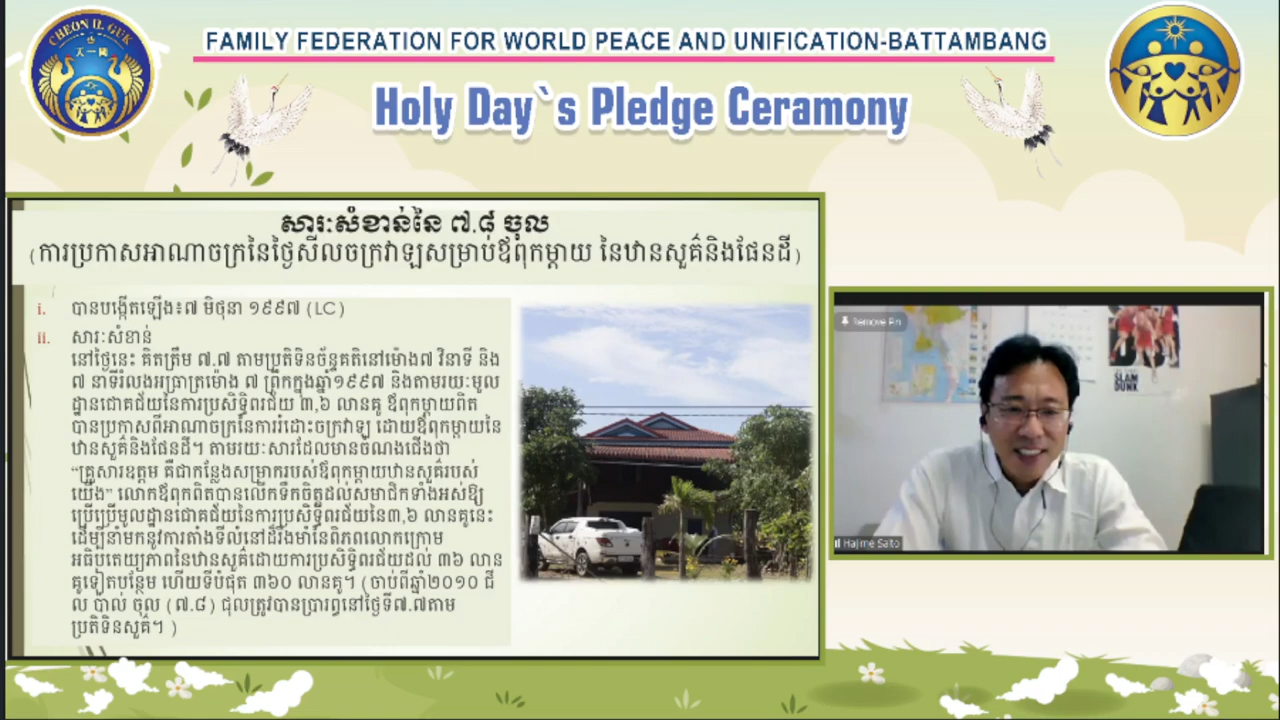 CHEON IL GUK
天一國
FAMILY FEDERATION FOR WORLD PEACE AND UNIFICATION-BATTAMBANG
Holy Day`s Pledge Ceramony
សារៈសំខាន់នៃ ៧.៨ ចុល
(ការប្រកាសអាណាចក្រនៃថ្ងៃសីលចក្រវាឡសម្រាប់ឪពុកម្តាយ នៃឋានសួគ៌និងផែនដី)
i. បានបង្កើតឡើង៖៧ មិថុនា ១៩៩៧ (LC)
ii. សារៈសំខាន់
នៅថ្ងៃនេះ គិតត្រឹម ៧.៧ តាមប្រតិទិនច័ន្ទគតិនៅម៉ោង៧ វិនាទី និង
៧ នាទីរំលងអធ្រាត្រម៉ោង ៧ ព្រឹកក្នុងឆ្នាំ១៩៩៧ និងតាមរយៈមូល
ដ្ឋានជោគជ័យនៃការប្រសិទ្ធិពរជ័យ ៣,៦ លានគូ ឪពុកម្តាយពិត
បានប្រកាសពីអាណាចក្រនៃការរំដោះចក្រវាឡ ដោយឪពុកម្តាយនៃ
ឋានសួគ៌និងផែនដី។ តាមរយៈសារដែលមានចំណងជើងថា
“គ្រួសារឧត្តម គឺជាកន្លែងសម្រាករបស់ឪពុកម្តាយឋានសួគ៌របស់
យើង” លោកឪពុកពិតបានលើកទឹកចិត្តដល់សមាជិកទាំងអស់ឱ្យ
ប្រើប្រើមូលដ្ឋានជោគជ័យនៃការប្រសិទ្ធិពរជ័យនៃ៣,៦ លានគូនេះ
ដើម្បីនាំមកនូវការតាំងទីលំនៅដ៏រឹងមាំនៃពិភពលោកក្រោម
អធិបតេយ្យភាពនៃឋានសួគ៌ដោយការប្រសិទ្ធិពរជ័យដល់ ៣៦ លាន
គូទៀតបន្ថែម ហើយទីបំផុត ៣៦០ លានគូ។ (ចាប់ពីឆ្នាំ២០១០ ជី
ល ប៉ាល់ ចុល (៧.៨) ជុលត្រូវបានប្រារព្ធនៅថ្ងៃទី៧.៧តាម
ប្រតិទិនសួគ៌។ )
Remove Pin
SLAM
DUNK
Hajime Saito